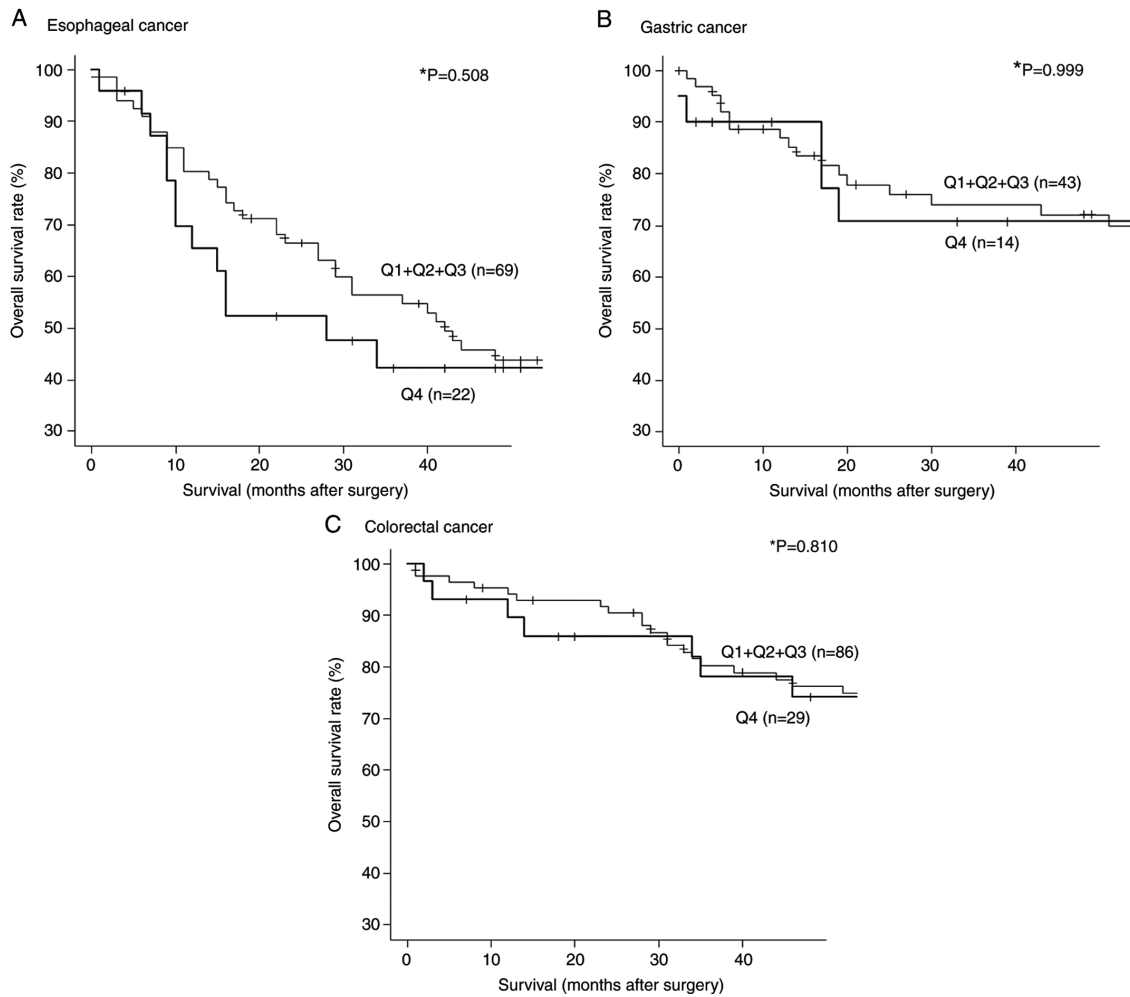 A Esophageal cancer
*P=0.508
100
90
80
70
60
50
40
30
Overall survival rate (%)
Q1+Q2+Q3 (n=69)
Q4 (n=22)
0 10 20 30 40
Survival (months after surgery)
B Gastric cancer
*P=0.999
100
90
80
70
60
50
40
30
Overall survival rate (%)
Q1+Q2+Q3 (n=43)
Q4 (n=14)
0 10 20 30 40
Survival (months after surgery)
C Colorectal cancer
*P=0.810
100
90
80
70
60
50
40
30
Overall survival rate (%)
Q1+Q2+Q3 (n=86)
Q4 (n=29)
0 10 20 30 40
Survival (months after surgery)